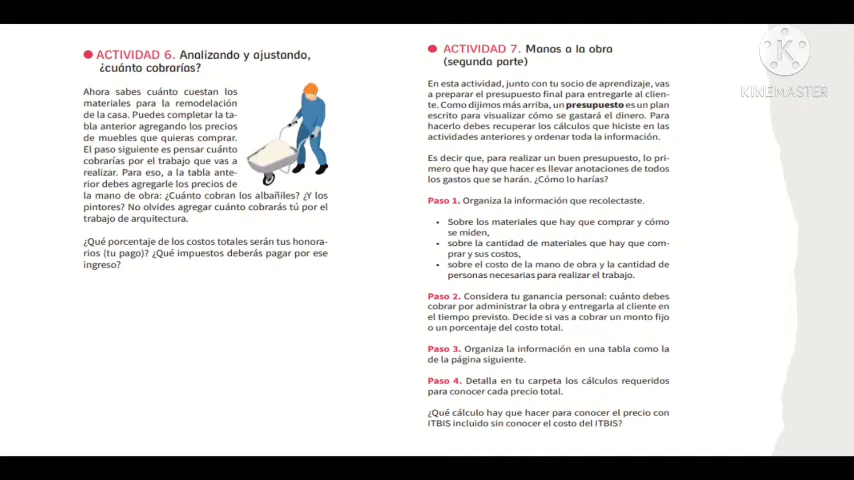 ACTIVIDAD 6. Analizando y ajustando,
¿cuánto cobrarías?
Ahora sabes cuánto cuestan los
materiales para la remodelación
de la casa. Puedes completar la ta-
bla anterior agregando los precios
de muebles que quieras comprar.
El paso siguiente es pensar cuánto
cobrarías por el trabajo que vas a
realizar. Para eso, a la tabla ante-
rior debes agregarle los precios de
la mano de obra: ¿Cuánto cobran los albañiles? ¿Y los
pintores? No olvides agregar cuánto cobrarás tú por el
trabajo de arquitectura.
¿Qué porcentaje de los costos totales serán tus honora-
rios (tu pago)? ¿Qué impuestos deberás pagar por ese
ingreso?
ACTIVIDAD 7. Manos a la obra
(segunda parte)
En esta actividad, junto con tu socio de aprendizaje, vas
a preparar el presupuesto final para entregarle al clien-
te. Como dijimos más arriba, un presupuesto es un plan
escrito para visualizar cómo se gastará el dinero. Para
hacerlo debes recuperar los cálculos que hiciste en las
actividades anteriores y ordenar toda la información.
Es decir que, para realizar un buen presupuesto, lo pri-
mero que hay que hacer es llevar anotaciones de todos
los gastos que se harán. ¿Cómo lo harías?
Paso 1. Organiza la información que recolectaste.
• Sobre los materiales que hay que comprar y cómo
se miden,
• sobre la cantidad de materiales que hay que com-
prar y sus costos,
• sobre el costo de la mano de obra y la cantidad de
personas necesarias para realizar el trabajo.
Paso 2. Considera tu ganancia personal: cuánto debes
cobrar por administrar la obra y entregarla al cliente en
el tiempo previsto. Decide si vas a cobrar un monto fijo
o un porcentaje del costo total.
Paso 3. Organiza la información en una tabla como la
de la página siguiente.
Paso 4. Detalla en tu carpeta los cálculos requeridos
para conocer cada precio total.
¿Qué cálculo hay que hacer para conocer el precio con
ITBIS incluido sin conocer el costo del ITBIS?
K
KINEMASTER